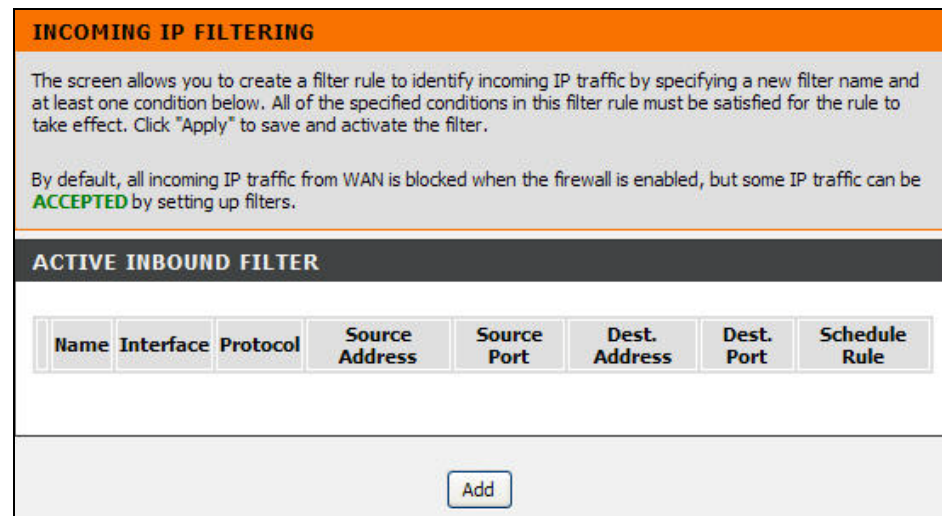 INCOMING IP FILTERING
The screen allows you to create a filter rule to identify incoming IP traffic by specifying a new filter name and
at least one condition below. All of the specified conditions in this filter rule must be satisfied for the rule to
take effect. Click "Apply" to save and activate the filter.
By default, all incoming IP traffic from WAN is blocked when the firewall is enabled, but some IP traffic can be
ACCEPTED by setting up filters.
ACTIVE INBOUND FILTER
Name Interface Protocol Source Address Source Port Dest. Address Dest. Port Schedule Rule
Add